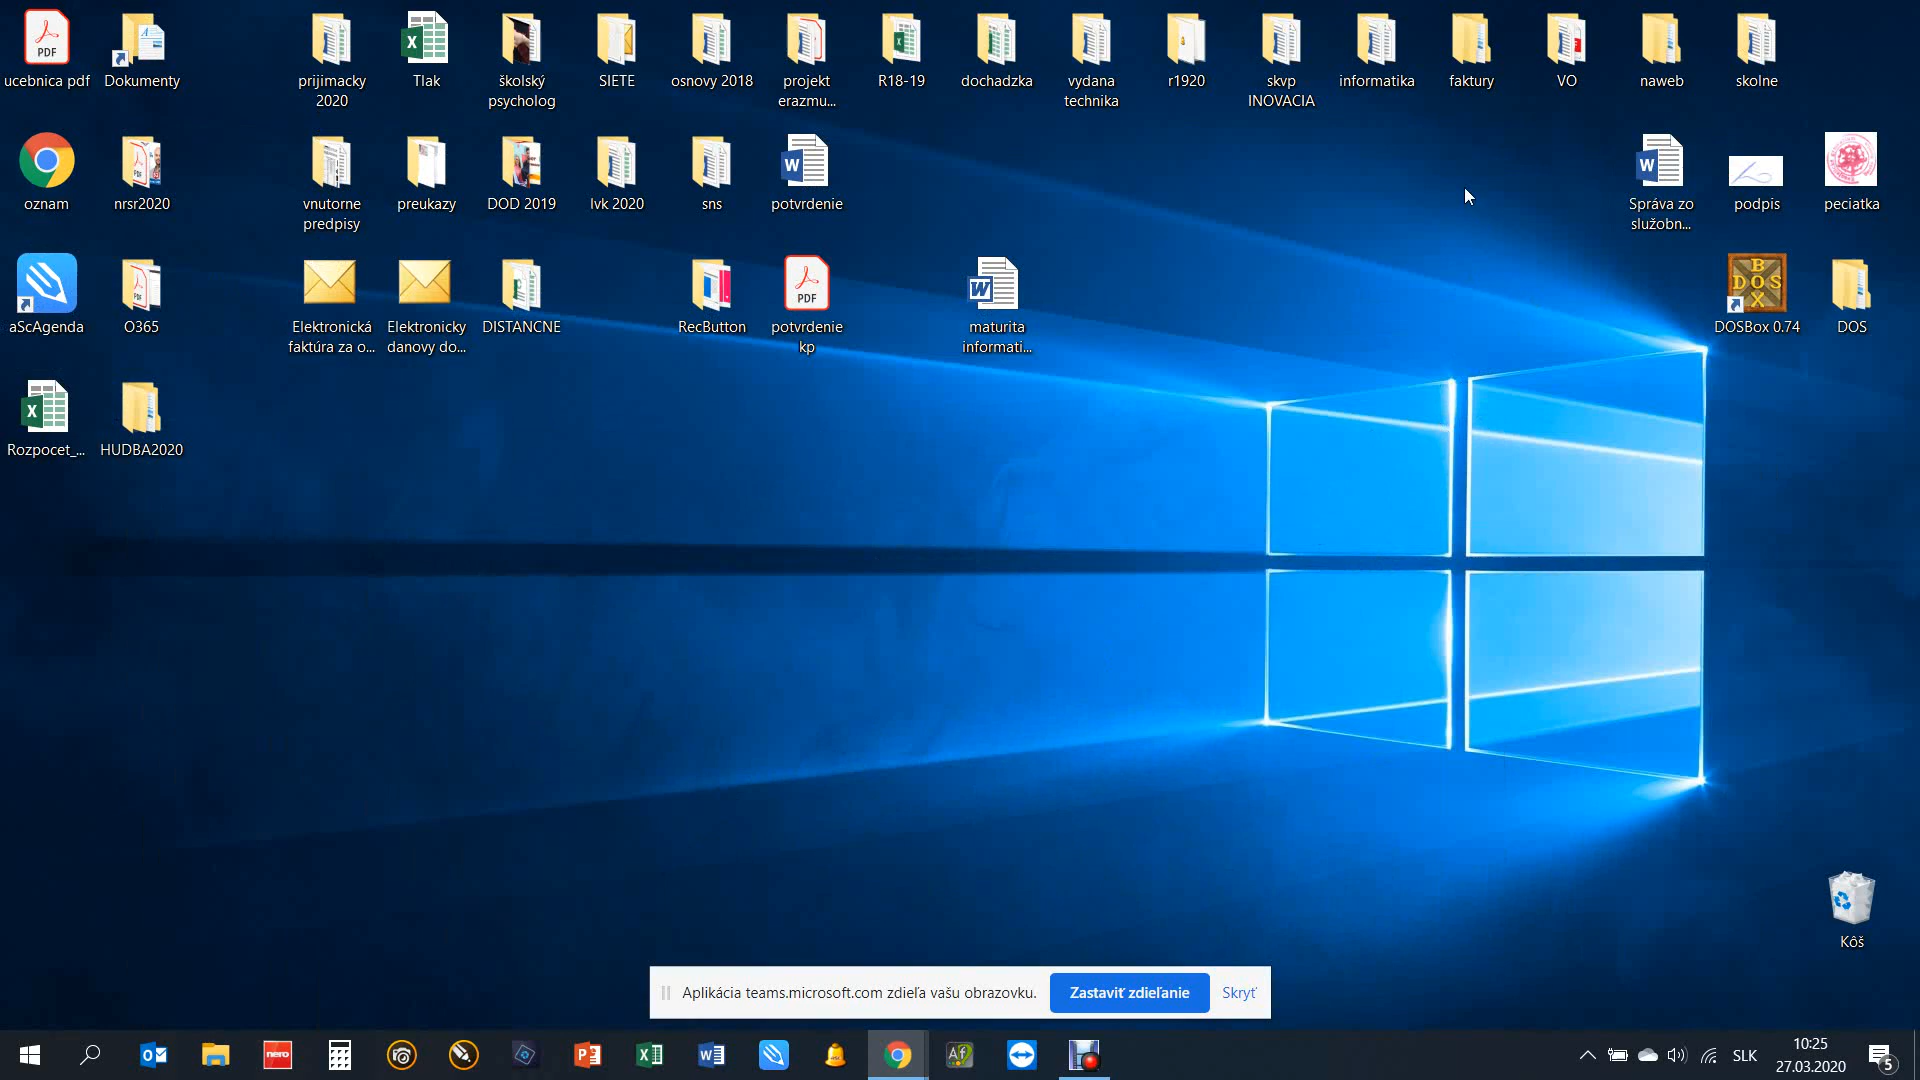 ucebnica pdf
Dokumenty
prijimacky
2020
Tlak
školský
psycholog
SIETE
osnovy 2018
projekt
erazmu...
R18-19
dochadzka
vydana
technika
r1920
skvp
INOVACIA
informatika
faktury
VO
naweb
skolne
oznam
nrsr2020
vnutorne
predpisy
preukazy
DOD 2019
lvk 2020
sns
potvrdenie
Správa zo
služobn...
podpis
peciatka
aScAgenda
O365
Elektronická
faktúra za o...
Elektronicky
danovy do...
DISTANCNE
RecButton
potvrdenie
kp
maturita
informati...
DOSBox 0.74
DOS
Rozpocet_...
HUDBA2020
Kôš
Aplikácia teams.microsoft.com zdieľa vašu obrazovku.
Zastaviť zdieľanie
Skryť
SLK
10:25
27.03.2020
5